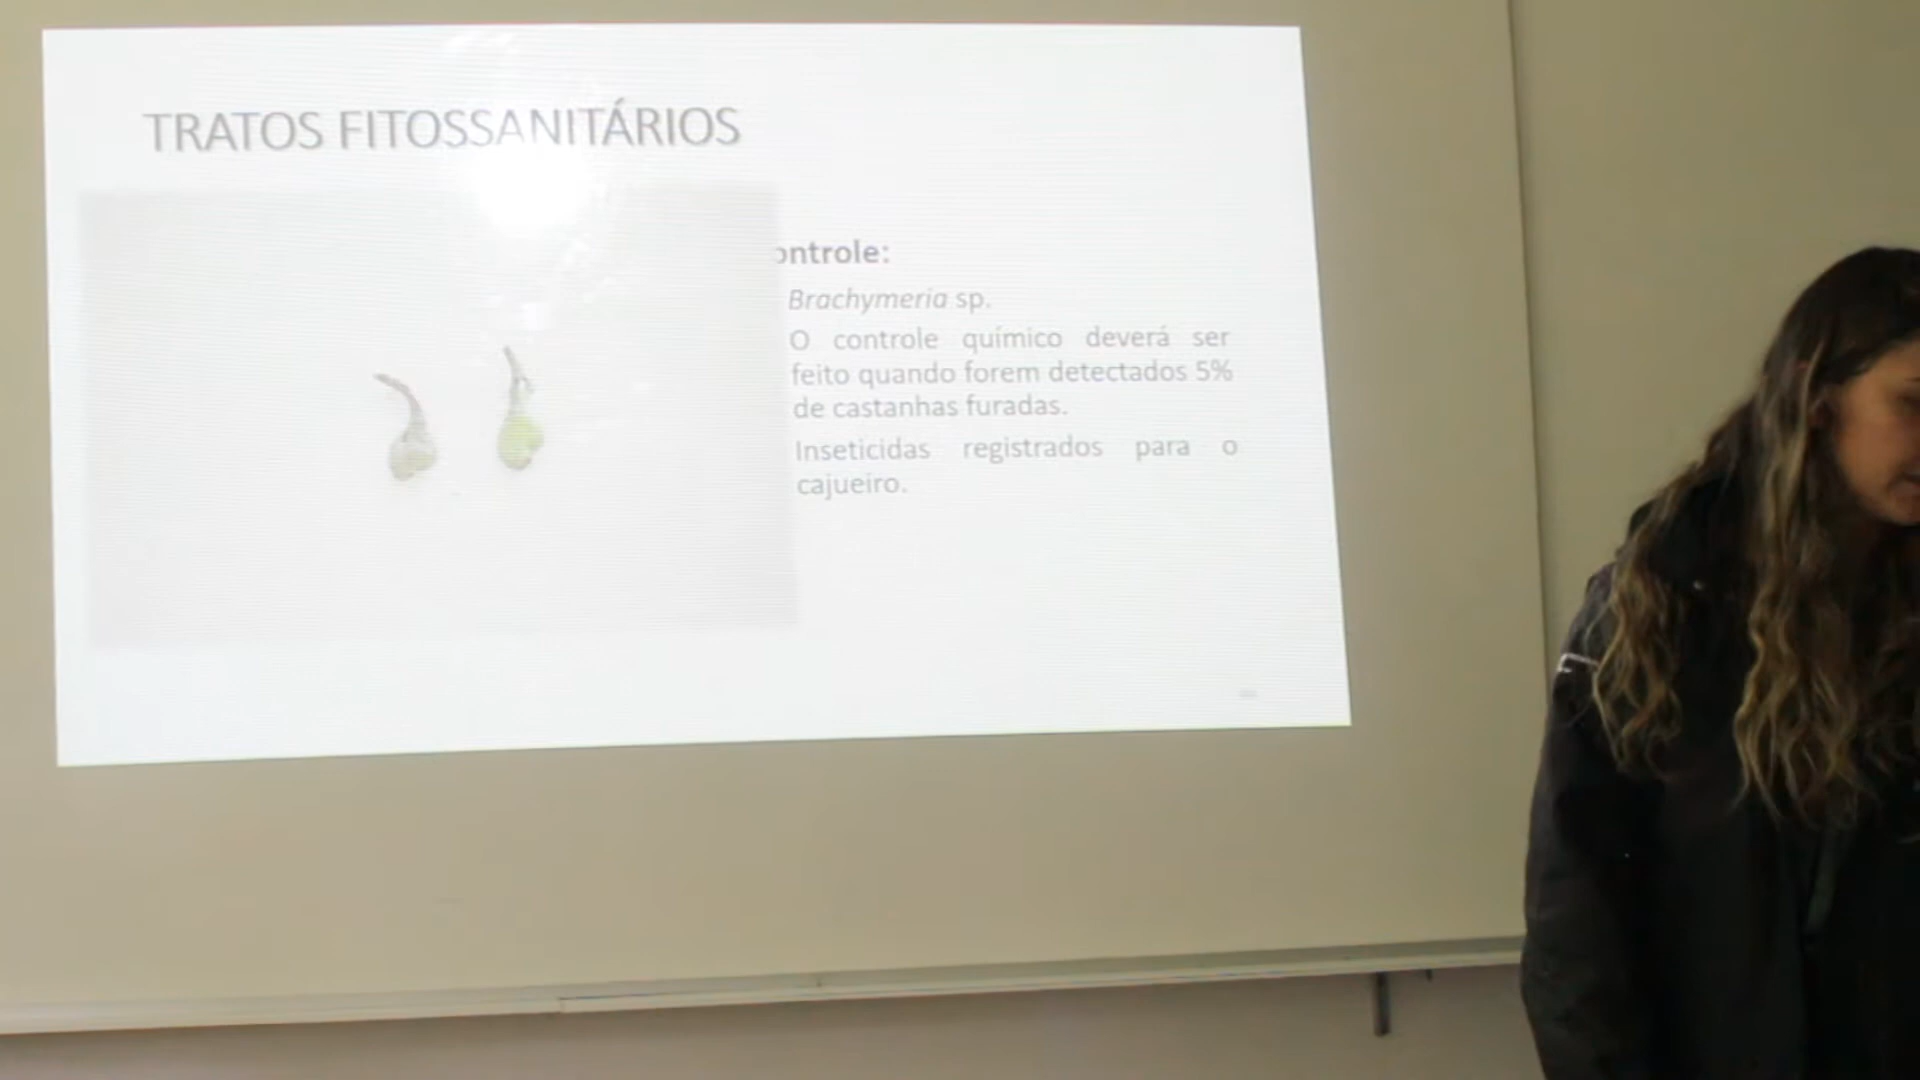 TRATOS FITOSSANITÁRIOS
ontrole:
Brachymeria sp.
O controle químico deverá ser
feito quando forem detectados 5%
de castanhas furadas.
Inseticidas registrados para o
cajueiro.